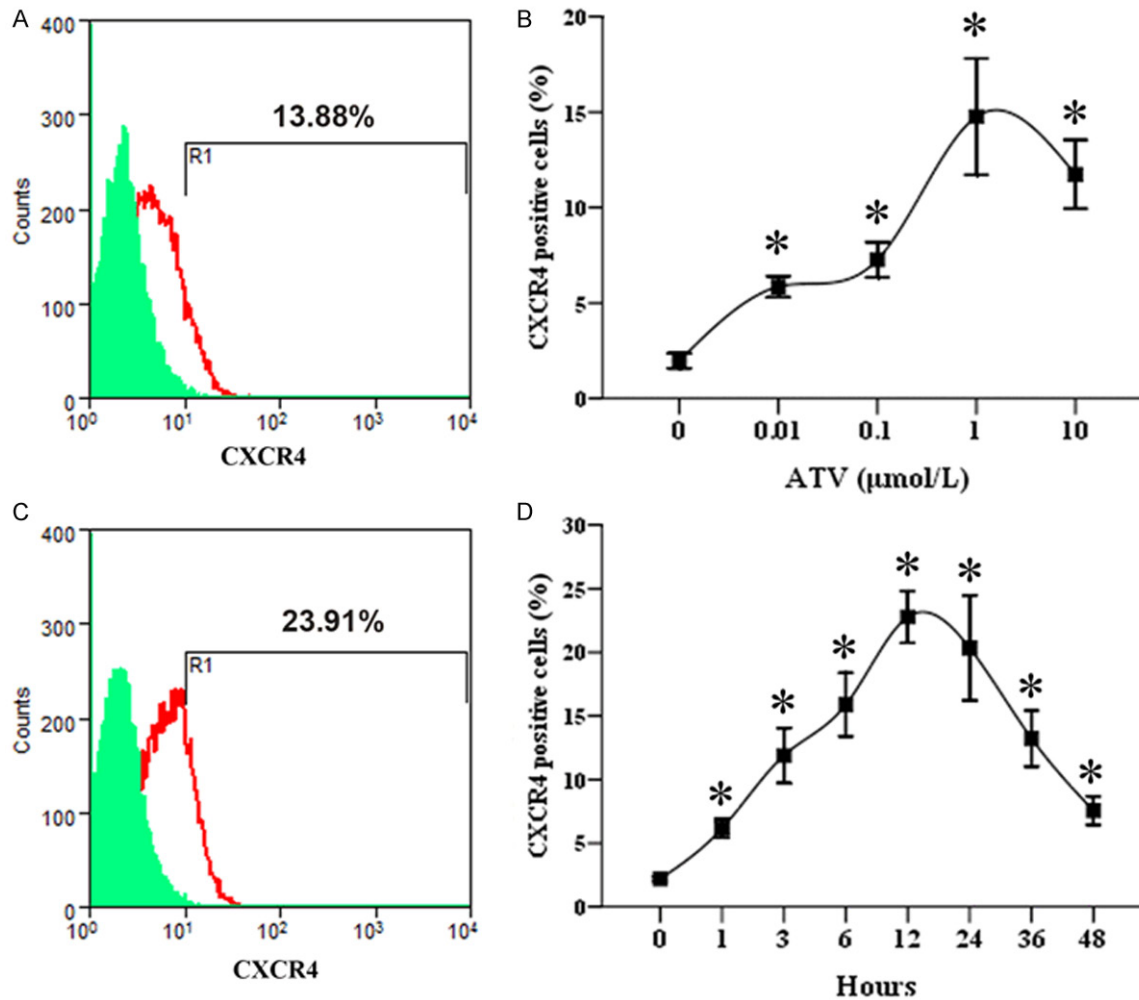 A
400
300
200
100
0
Counts
13.88%
R1
10⁰ 10¹ 10² 10³ 10⁴
CXCR4
B
20
15
10
5
0
CXCR4 positive cells (%)
* * * *
0 0.01 0.1 1 10
ATV (µmol/L)
C
400
300
200
100
0
Counts
23.91%
R1
10⁰ 10¹ 10² 10³ 10⁴
CXCR4
D
30
25
20
15
10
5
0
CXCR4 positive cells (%)
* * * * * * *
0 1 3 6 12 24 36 48
Hours